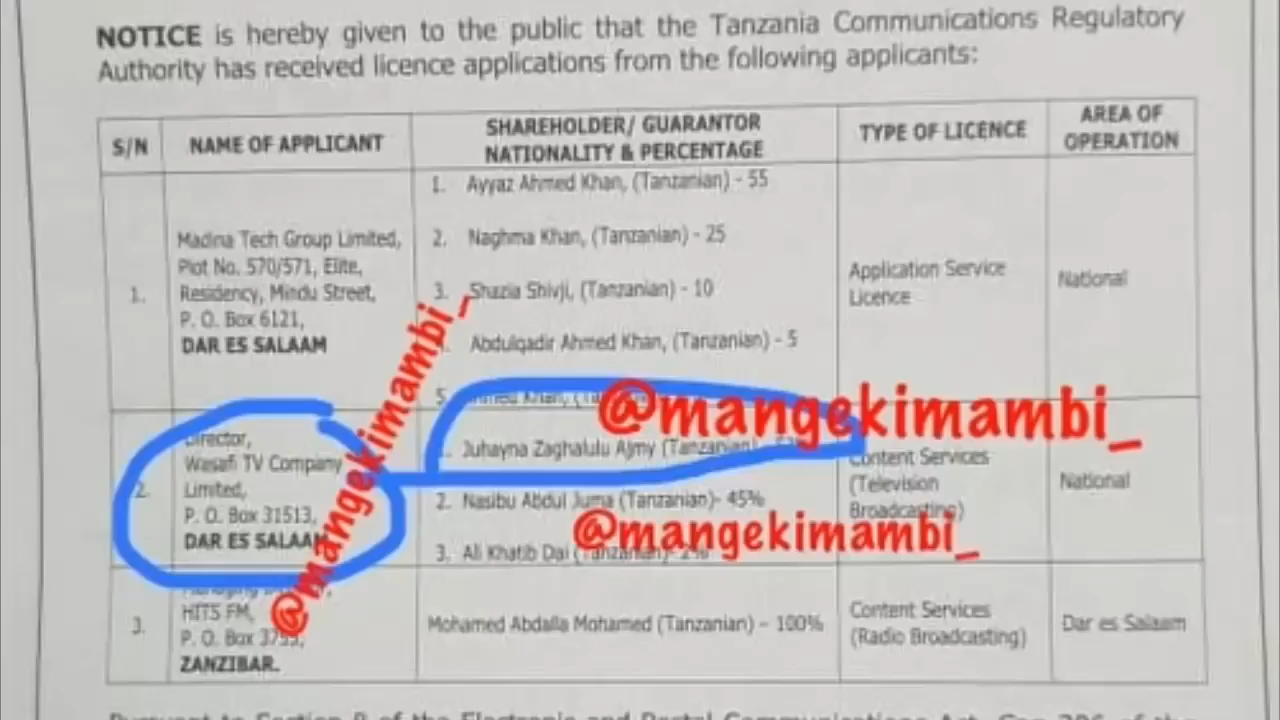 NOTICE is hereby given to the public that the Tanzania Communications Regulatory
Authority has received licence applications from the following applicants:
S/N
NAME OF APPLICANT
SHAREHOLDER/ GUARANTOR
NATIONALITY & PERCENTAGE
TYPE OF LICENCE
AREA OF
OPERATION
1.
Madina Tech Group Limited,
Plot No. 570/571, Elite,
Residency, Mindu Street,
P. O. Box 6121,
DAR ES SALAAM
1. Ayyaz Ahmed Khan, (Tanzanian) - 55
2. Naghma Khan, (Tanzanian) - 25
3. Shazia Shivji, (Tanzanian) - 10
Abdulqadir Ahmed Khan, (Tanzanian) - 5
5. Ahmed Khan,
Application Service
Licence
National
2.
Director,
Wasafi TV Company
Limited,
P. O. Box 31513,
DAR ES SALAAM
Juhayna Zaghalulu Ajmy (Tanzanian)
2. Nasibu Abdul Juma (Tanzanian)- 45%
3. Ali Khatib Dai (Tanzanian)- 2%
Content Services
(Television
Broadcasting)
National
3.
HITS FM,
P. O. Box
ZANZIBAR.
Mohamed Abdalla Mohamed (Tanzanian) – 100%
Content Services
(Radio Broadcasting)
Dar es Salaam
@mangekimambi_
@mangekimambi_
@mangekimambi_